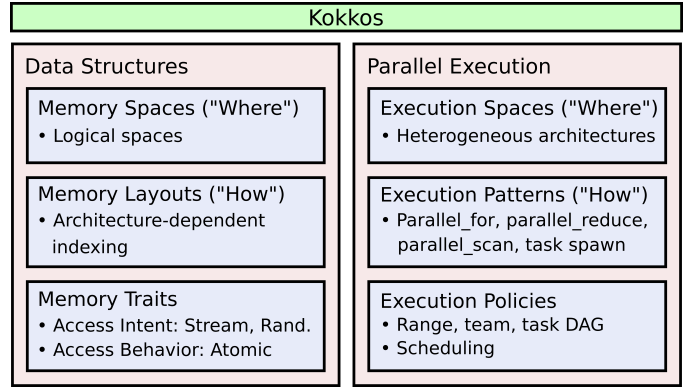 Kokkos
Data Structures
Memory Spaces ("Where")
• Logical spaces
Memory Layouts ("How")
• Architecture-dependent
indexing
Memory Traits
• Access Intent: Stream, Rand.
• Access Behavior: Atomic
Parallel Execution
Execution Spaces ("Where")
• Heterogeneous architectures
Execution Patterns ("How")
• Parallel_for, parallel_reduce,
parallel_scan, task spawn
Execution Policies
• Range, team, task DAG
• Scheduling